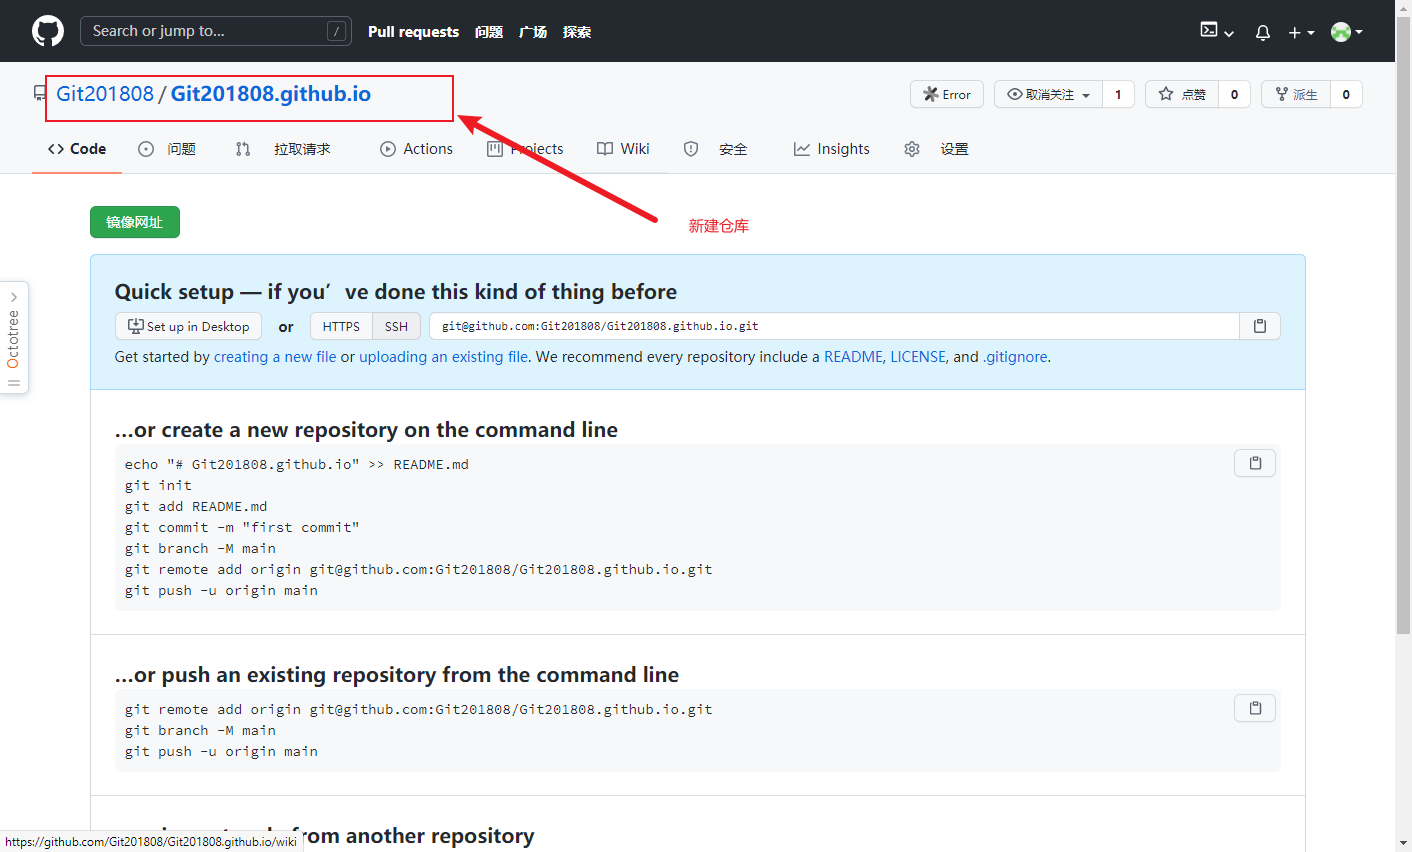 Search or jump to... / Pull requests 问题 广场 探索
Git201808 / Git201808.github.io Error 取消关注 1 点赞 0 派生 0
Code 问题 拉取请求 Actions Projects Wiki 安全 Insights 设置
镜像网址
新建仓库
Octotree
Quick setup — if you’ve done this kind of thing before
Set up in Desktop or HTTPS SSH git@github.com:Git201808/Git201808.github.io.git
Get started by creating a new file or uploading an existing file. We recommend every repository include a README, LICENSE, and .gitignore.
…or create a new repository on the command line
echo "# Git201808.github.io" >> README.md
git init
git add README.md
git commit -m "first commit"
git branch -M main
git remote add origin git@github.com:Git201808/Git201808.github.io.git
git push -u origin main
…or push an existing repository from the command line
git remote add origin git@github.com:Git201808/Git201808.github.io.git
git branch -M main
git push -u origin main
from another repository
https://github.com/Git201808/Git201808.github.io/wiki